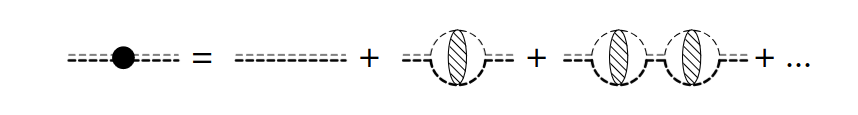 = + + + ...